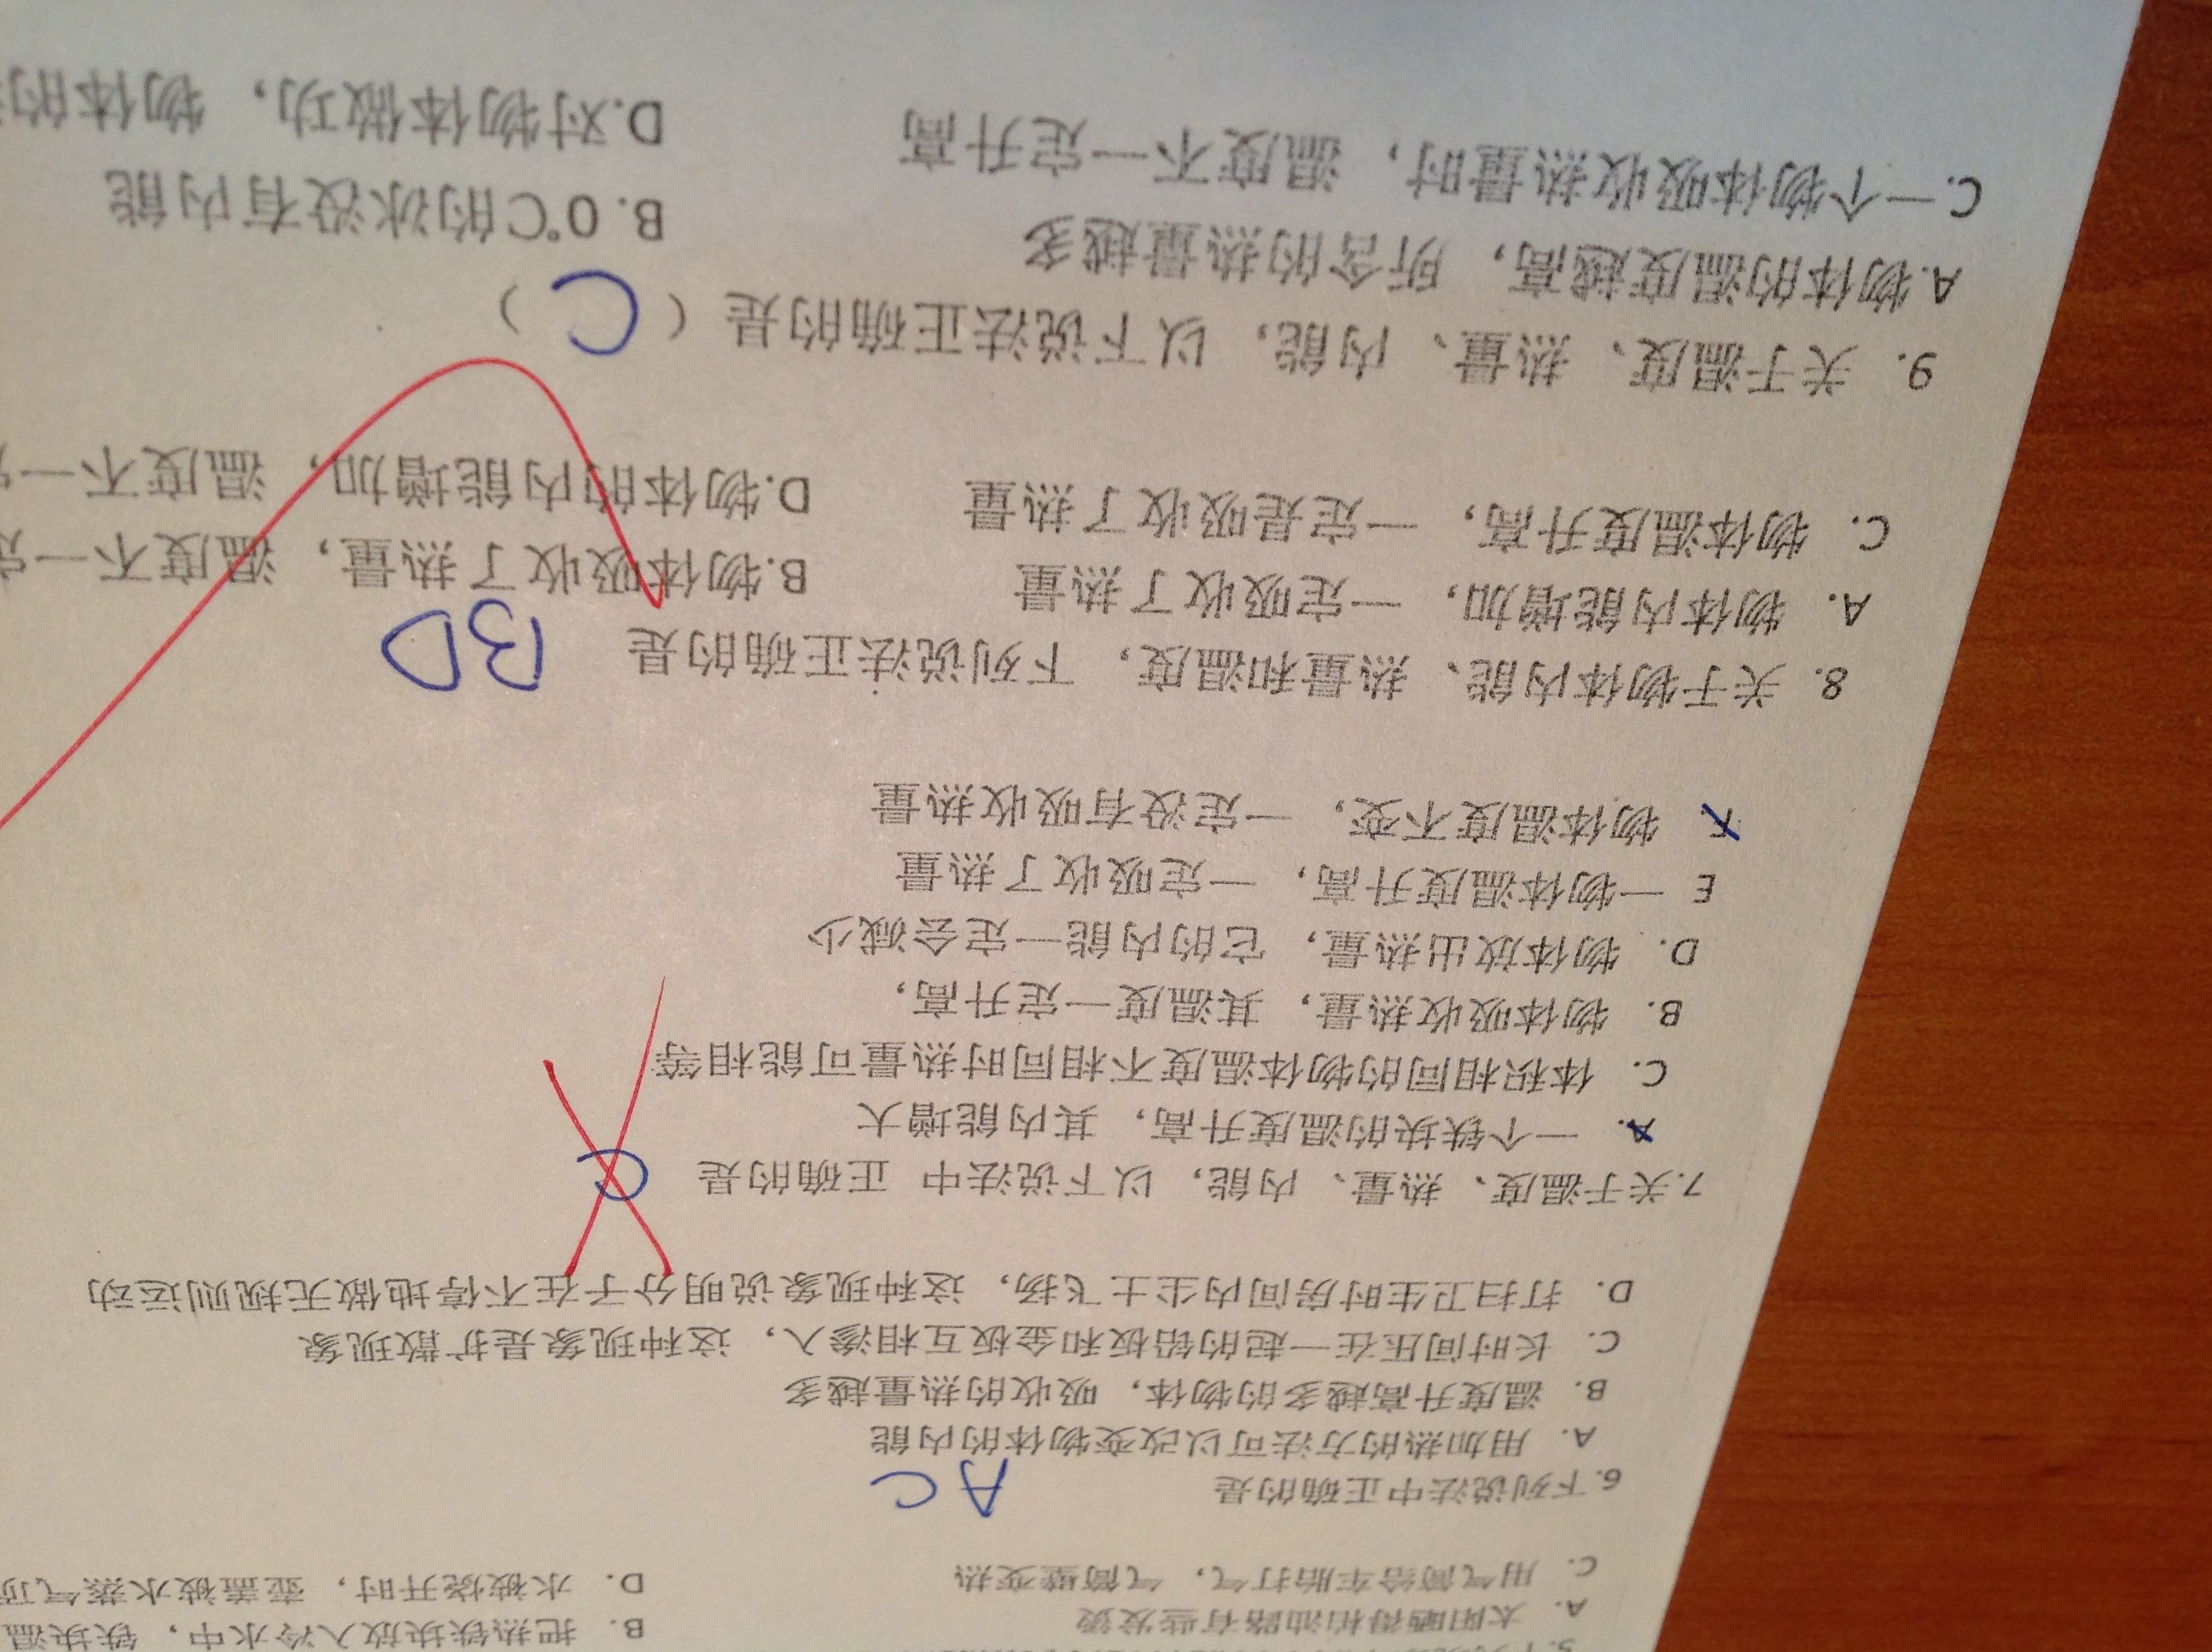 A. 太阳晒得柏油路有些发烫
B. 把热铁块放入冷水中，铁块温
C. 用气筒给车胎打气，气筒壁变热
D. 水被烧开时，壶盖被水蒸气顶
6.下列说法中正确的是 AC
A. 用加热的方法可以改变物体的内能
B. 温度升高越多的物体，吸收的热量越多
C. 长时间压在一起的铅板和金板互相渗入，这种现象是扩散现象
D. 打扫卫生时房间内尘土飞扬，这种现象说明分子在不停地做无规则运动
7.关于温度、热量、内能，以下说法中 正确的是 C
A. 一个铁块的温度升高，其内能增大
C. 体积相同的物体温度不相同时热量可能相等
B. 物体吸收热量，其温度一定升高，
D. 物体放出热量，它的内能一定会减少
E 一物体温度升高，一定吸收了热量
F. 物体温度不变，一定没有吸收热量
8. 关于物体内能、热量和温度，下列说法正确的是 BD
A. 物体内能增加，一定吸收了热量
B.物体吸收了热量，温度不一定
C. 物体温度升高，一定是吸收了热量
D.物体的内能增加，温度不一
9. 关于温度、热量、内能，以下说法正确的是（ C ）
A.物体的温度越高，所含的热量越多
B. 0℃的冰没有内能
C.一个物体吸收热量时，温度不一定升高
D.对物体做功，物体的